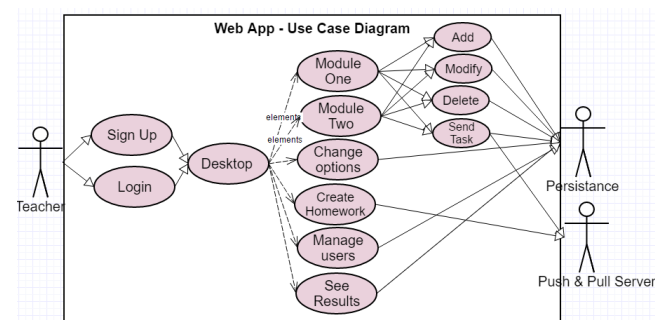 Web App - Use Case Diagram
Add
Modify
Delete
Send
Task
Module
One
elements
Module
Two
elements
Change
options
Create
Homework
Manage
users
See
Results
Sign Up
Login
Desktop
Teacher
Persistance
Push & Pull Server